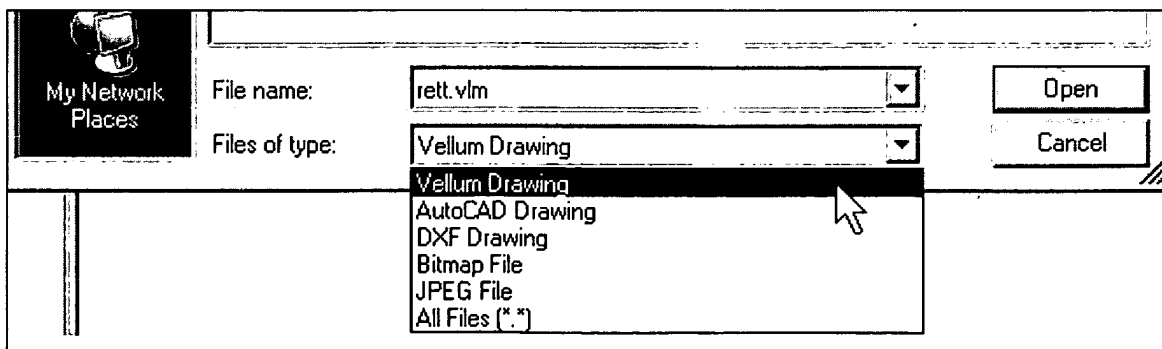 My Network
Places
File name:
rett.vlm
Open
Files of type:
Vellum Drawing
Cancel
Vellum Drawing
AutoCAD Drawing
DXF Drawing
Bitmap File
JPEG File
All Files (*.*)